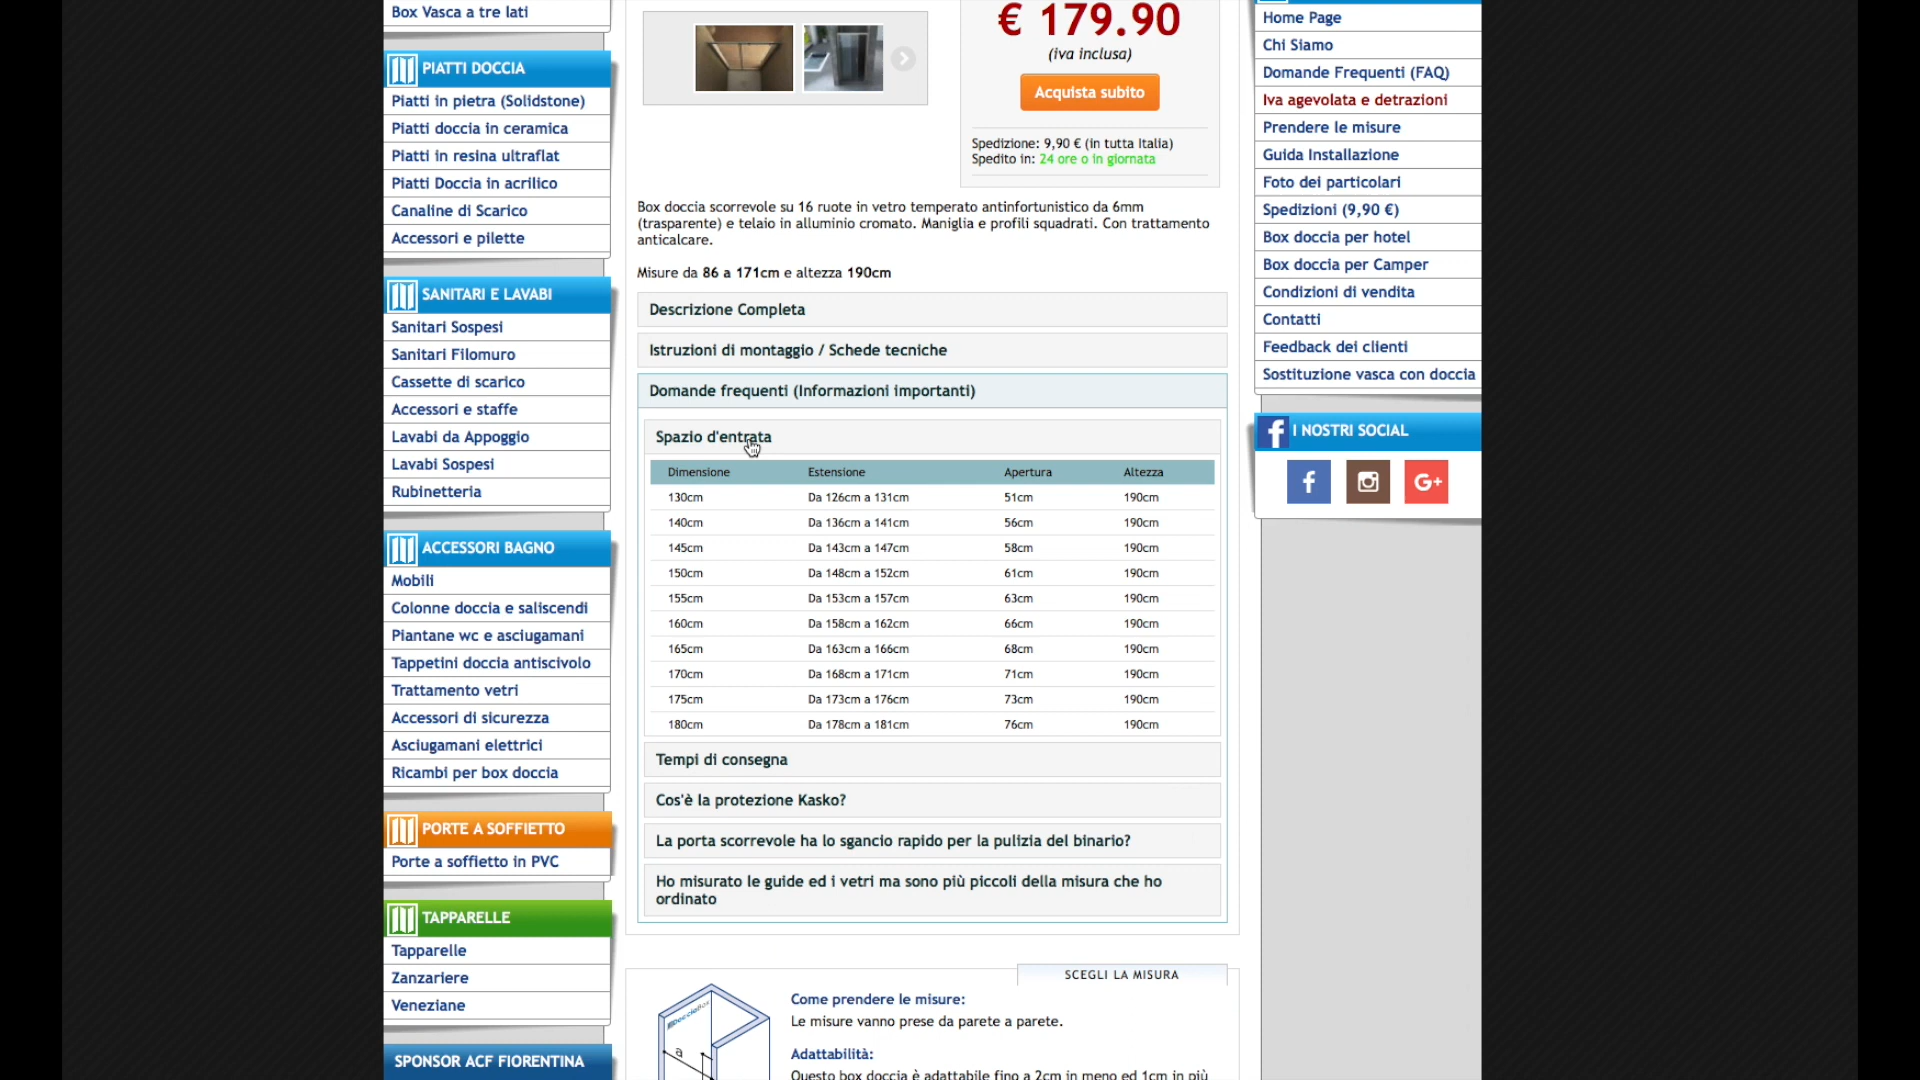 Box Vasca a tre lati
PIATTI DOCCIA
Piatti in pietra (Solidstone)
Piatti doccia in ceramica
Piatti in resina ultraflat
Piatti Doccia in acrilico
Canaline di Scarico
Accessori e pilette
SANITARI E LAVABI
Sanitari Sospesi
Sanitari Filomuro
Cassette di scarico
Accessori e staffe
Lavabi da Appoggio
Lavabi Sospesi
Rubinetteria
ACCESSORI BAGNO
Mobili
Colonne doccia e saliscendi
Piantane wc e asciugamani
Tappetini doccia antiscivolo
Trattamento vetri
Accessori di sicurezza
Asciugamani elettrici
Ricambi per box doccia
PORTE A SOFFIETTO
Porte a soffietto in PVC
TAPPARELLE
Tapparelle
Zanzariere
Veneziane
SPONSOR ACF FIORENTINA
€ 179.90
(iva inclusa)
Acquista subito
Spedizione: 9,90 € (in tutta Italia)
Spedito in: 24 ore o in giornata
Box doccia scorrevole su 16 ruote in vetro temperato antinfortunistico da 6mm
(trasparente) e telaio in alluminio cromato. Maniglia e profili squadrati. Con trattamento
anticalcare.
Misure da 86 a 171cm e altezza 190cm
Descrizione Completa
Istruzioni di montaggio / Schede tecniche
Domande frequenti (Informazioni importanti)
Spazio d'entrata
Dimensione Estensione Apertura Altezza
130cm Da 126cm a 131cm 51cm 190cm
140cm Da 136cm a 141cm 56cm 190cm
145cm Da 143cm a 147cm 58cm 190cm
150cm Da 148cm a 152cm 61cm 190cm
155cm Da 153cm a 157cm 63cm 190cm
160cm Da 158cm a 162cm 66cm 190cm
165cm Da 163cm a 166cm 68cm 190cm
170cm Da 168cm a 171cm 71cm 190cm
175cm Da 173cm a 176cm 73cm 190cm
180cm Da 178cm a 181cm 76cm 190cm
Tempi di consegna
Cos'è la protezione Kasko?
La porta scorrevole ha lo sgancio rapido per la pulizia del binario?
Ho misurato le guide ed i vetri ma sono più piccoli della misura che ho
ordinato
SCEGLI LA MISURA
DocciaBox
a
Come prendere le misure:
Le misure vanno prese da parete a parete.
Adattabilità:
Questo box doccia è adattabile fino a 2cm in meno ed 1cm in più
Home Page
Chi Siamo
Domande Frequenti (FAQ)
Iva agevolata e detrazioni
Prendere le misure
Guida Installazione
Foto dei particolari
Spedizioni (9,90 €)
Box doccia per hotel
Box doccia per Camper
Condizioni di vendita
Contatti
Feedback dei clienti
Sostituzione vasca con doccia
f I NOSTRI SOCIAL
f G+